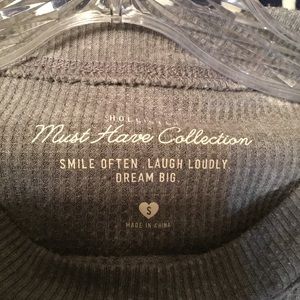 Must Have Collection
SMILE OFTEN. LAUGH LOUDLY.
DREAM BIG.
S
MADE IN CHINA